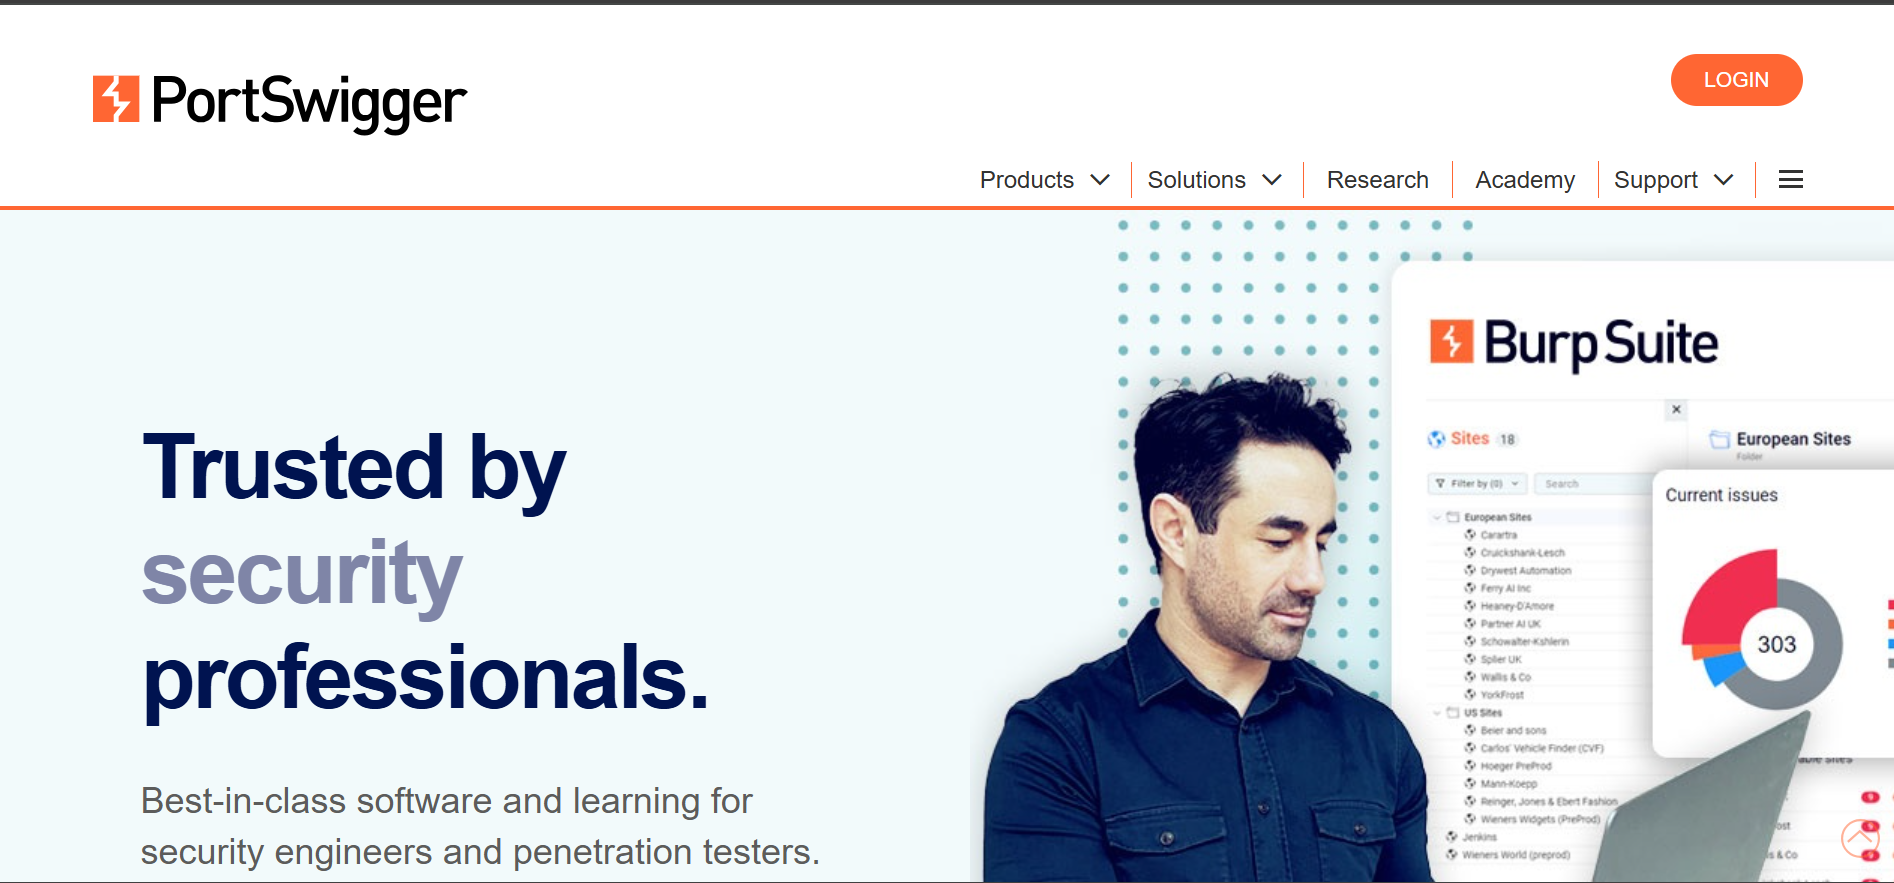 PortSwigger
LOGIN
Products
Solutions
Research
Academy
Support
Trusted by
security
professionals.
Best-in-class software and learning for
security engineers and penetration testers.
Burp Suite
Sites 18
European Sites
Folder
Filter by (0)
Search
European Sites
Carartra
Cruickshank-Lesch
Drywest Automation
Ferry AI Inc
Heaney-D'Amore
Partner AI UK
Schowalter-Kshlerin
Spiler UK
Wallis & Co
YorkFrost
US Sites
Beier and sons
Carlos' Vehicle Finder (CVF)
Hoeger PreProd
Mann-Koepp
Reinger, Jones & Ebert Fashion
Wieners Widgets (PreProd)
Jenkins
Wieners World (preprod)
Current issues
303
9
9
9